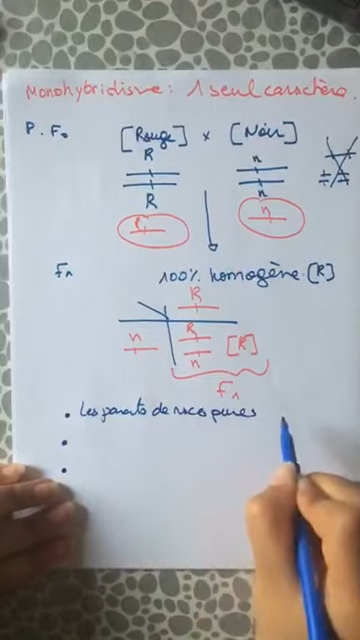 Monohybridisme : 1 seul caractère.
P. F₀ [Rouge] × [Noir]
R n
R n
R n
F₁ 100% homogène [R]
R
n R [R]
n
F₁
• Les parents de races pures
•
•